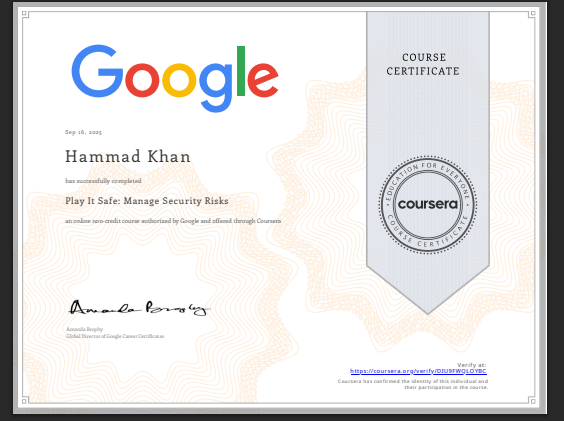 Google
COURSE
CERTIFICATE
Sep 16, 2025
Hammad Khan
has successfully completed
Play It Safe: Manage Security Risks
an online non-credit course authorized by Google and offered through Coursera
EDUCATION FOR EVERYONE
coursera
COURSE CERTIFICATE
Amanda Brophy
Amanda Brophy
Global Director of Google Career Certificates
Verify at:
https://coursera.org/verify/DIU9FWQLOYBC
Coursera has confirmed the identity of this individual and
their participation in the course.